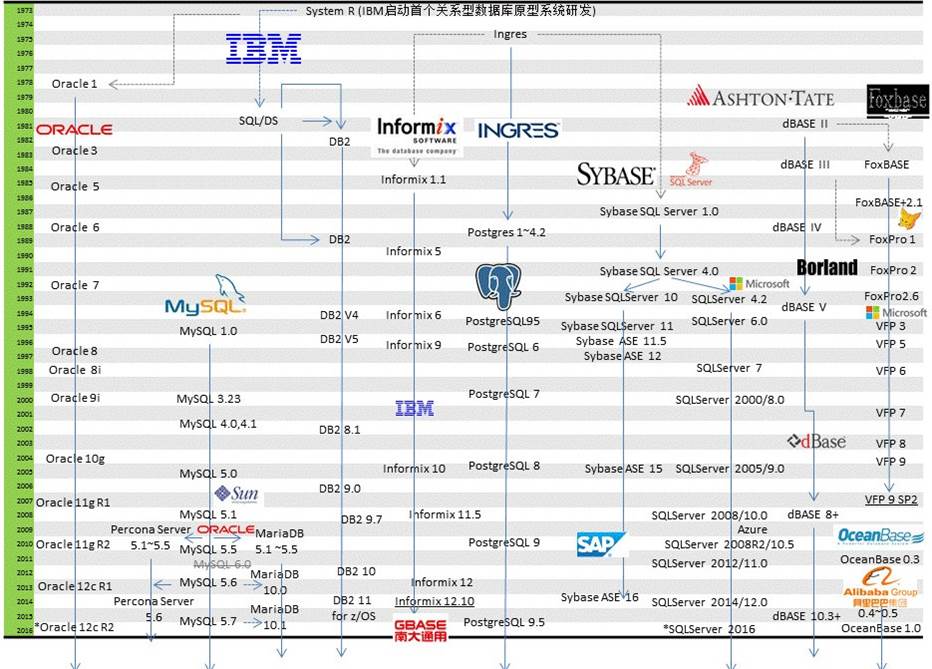 1973 System R (IBM启动首个关系型数据库原型系统研发)
1974
1975 Ingres
1976 IBM
1977
1978 Oracle 1
1979 ASHTON·TATE Foxbase
1980
1981 ORACLE SQL/DS Informix INGRES dBASE II
SOFTWARE
The database company
1982 DB2
1983 Oracle 3
1984 SYBASE SQL Server dBASE III FoxBASE
1985 Oracle 5 Informix 1.1
1986 FoxBASE+2.1
1987 Sybase SQL Server 1.0
1988 Oracle 6 Postgres 1~4.2 dBASE IV
1989 DB2 FoxPro 1
1990 Informix 5
1991 Sybase SQL Server 4.0 Borland FoxPro 2
1992 Oracle 7 Microsoft
1993 MySQL Sybase SQLServer 10 SQLServer 4.2 dBASE V FoxPro2.6
1994 DB2 V4 Informix 6 PostgreSQL95 SQLServer 6.0 Microsoft
1995 MySQL 1.0 Sybase SQLServer 11 VFP 3
1996 Oracle 8 DB2 V5 Informix 9 PostgreSQL 6 Sybase ASE 11.5 VFP 5
1997 Sybase ASE 12
1998 Oracle 8i SQLServer 7 VFP 6
1999 Oracle 9i MySQL 3.23 PostgreSQL 7
2000 IBM SQLServer 2000/8.0
2001 MySQL 4.0,4.1 VFP 7
2002 DB2 8.1
2003 dBase VFP 8
2004 Oracle 10g VFP 9
2005 MySQL 5.0 Informix 10 PostgreSQL 8 Sybase ASE 15 SQLServer 2005/9.0
2006 Sun DB2 9.0
2007 Oracle 11g R1 VFP 9 SP2
2008 MySQL 5.1 DB2 9.7 Informix 11.5 SQLServer 2008/10.0 dBASE 8+
2009 Percona Server ORACLE MariaDB Azure OceanBase
2010 Oracle 11g R2 5.1~5.5 MySQL 5.5 5.1 ~5.5 PostgreSQL 9 SAP SQLServer 2008R2/10.5
2011 MySQL 6.0 SQLServer 2012/11.0 OceanBase 0.3
2012 DB2 10
2013 Oracle 12c R1 MySQL 5.6 MariaDB Informix 12 Alibaba Group
10.0 阿里巴巴集团
2014 Percona Server DB2 11 Informix 12.10 Sybase ASE 16 SQLServer 2014/12.0
2015 5.6 MySQL 5.7 MariaDB for z/OS GBASE PostgreSQL 9.5 dBASE 10.3+ 0.4~0.5
2016 *Oracle 12c R2 10.1 南大通用 *SQLServer 2016 OceanBase 1.0